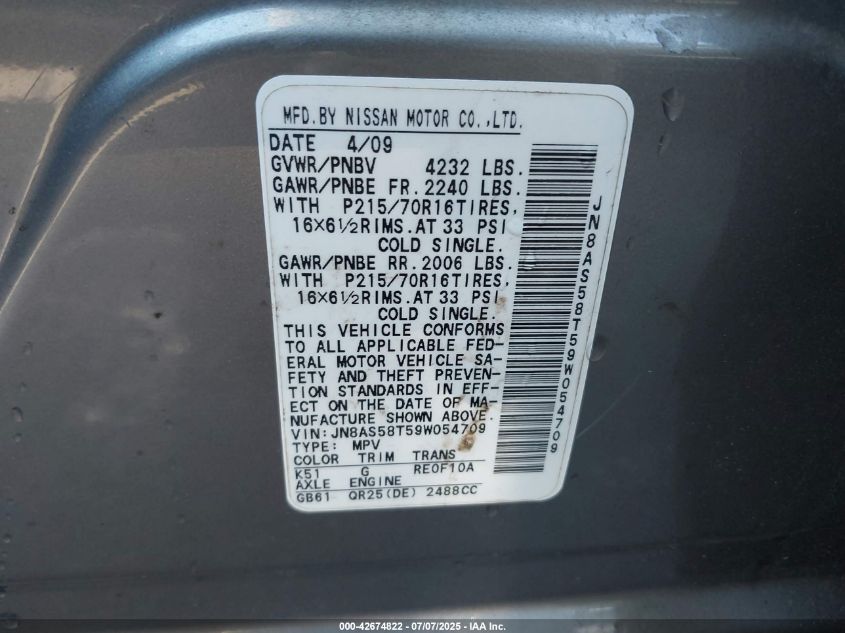 MFD.BY NISSAN MOTOR CO.,LTD.
DATE 4/09
GVWR/PNBV 4232 LBS.
GAWR/PNBE FR. 2240 LBS.
WITH P215/70R16TIRES,
16×6½RIMS.AT 33 PSI
COLD SINGLE.
GAWR/PNBE RR. 2006 LBS.
WITH P215/70R16TIRES,
16×6½RIMS.AT 33 PSI
COLD SINGLE.
THIS VEHICLE CONFORMS
TO ALL APPLICABLE FED-
ERAL MOTOR VEHICLE SA-
FETY AND THEFT PREVEN-
TION STANDARDS IN EFF-
ECT ON THE DATE OF MA-
NUFACTURE SHOWN ABOVE.
VIN:JN8AS58T59W054709
TYPE: MPV
COLOR TRIM TRANS
K51 G RE0F10A
AXLE ENGINE
GB61 QR25(DE) 2488CC
JN8AS58T59W054709
000-42674822 / 07/07/2025 - IAA Inc.